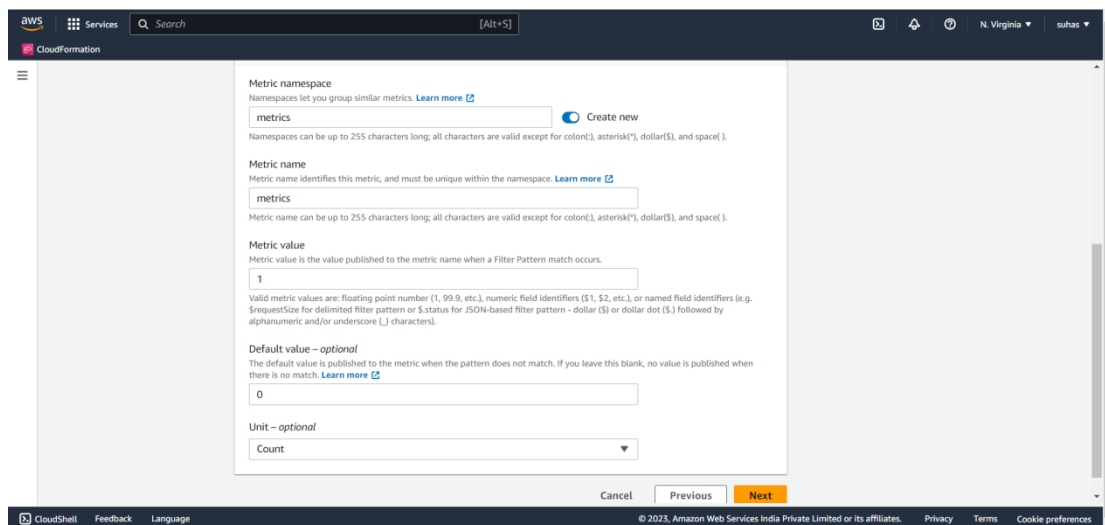 aws Services Search [Alt+S] N. Virginia suhas
CloudFormation
Metric namespace
Namespaces let you group similar metrics. Learn more
metrics Create new
Namespaces can be up to 255 characters long; all characters are valid except for colon(:), asterisk(*), dollar($), and space( ).
Metric name
Metric name identifies this metric, and must be unique within the namespace. Learn more
metrics
Metric name can be up to 255 characters long; all characters are valid except for colon(:), asterisk(*), dollar($), and space( ).
Metric value
Metric value is the value published to the metric name when a Filter Pattern match occurs.
1
Valid metric values are: floating point number (1, 99.9, etc.), numeric field identifiers ($1, $2, etc.), or named field identifiers (e.g.
$requestSize for delimited filter pattern or $.status for JSON-based filter pattern - dollar ($) or dollar dot ($.) followed by
alphanumeric and/or underscore (_) characters).
Default value – optional
The default value is published to the metric when the pattern does not match. If you leave this blank, no value is published when
there is no match. Learn more
0
Unit – optional
Count
Cancel Previous Next
CloudShell Feedback Language © 2023, Amazon Web Services India Private Limited or its affiliates. Privacy Terms Cookie preferences